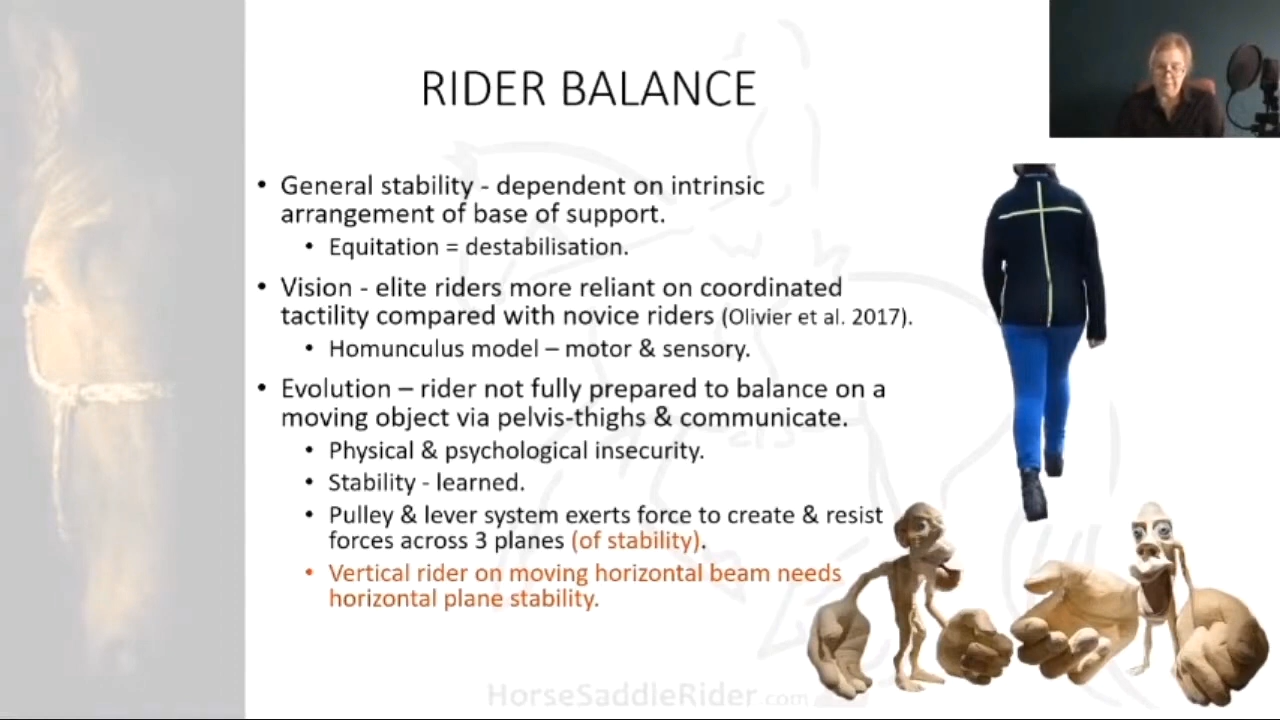 RIDER BALANCE
• General stability - dependent on intrinsic
arrangement of base of support.
• Equitation = destabilisation.
• Vision - elite riders more reliant on coordinated
tactility compared with novice riders (Olivier et al. 2017).
• Homunculus model – motor & sensory.
• Evolution – rider not fully prepared to balance on a
moving object via pelvis-thighs & communicate.
• Physical & psychological insecurity.
• Stability - learned.
• Pulley & lever system exerts force to create & resist
forces across 3 planes (of stability).
• Vertical rider on moving horizontal beam needs
horizontal plane stability.
HorseSaddleRider.com